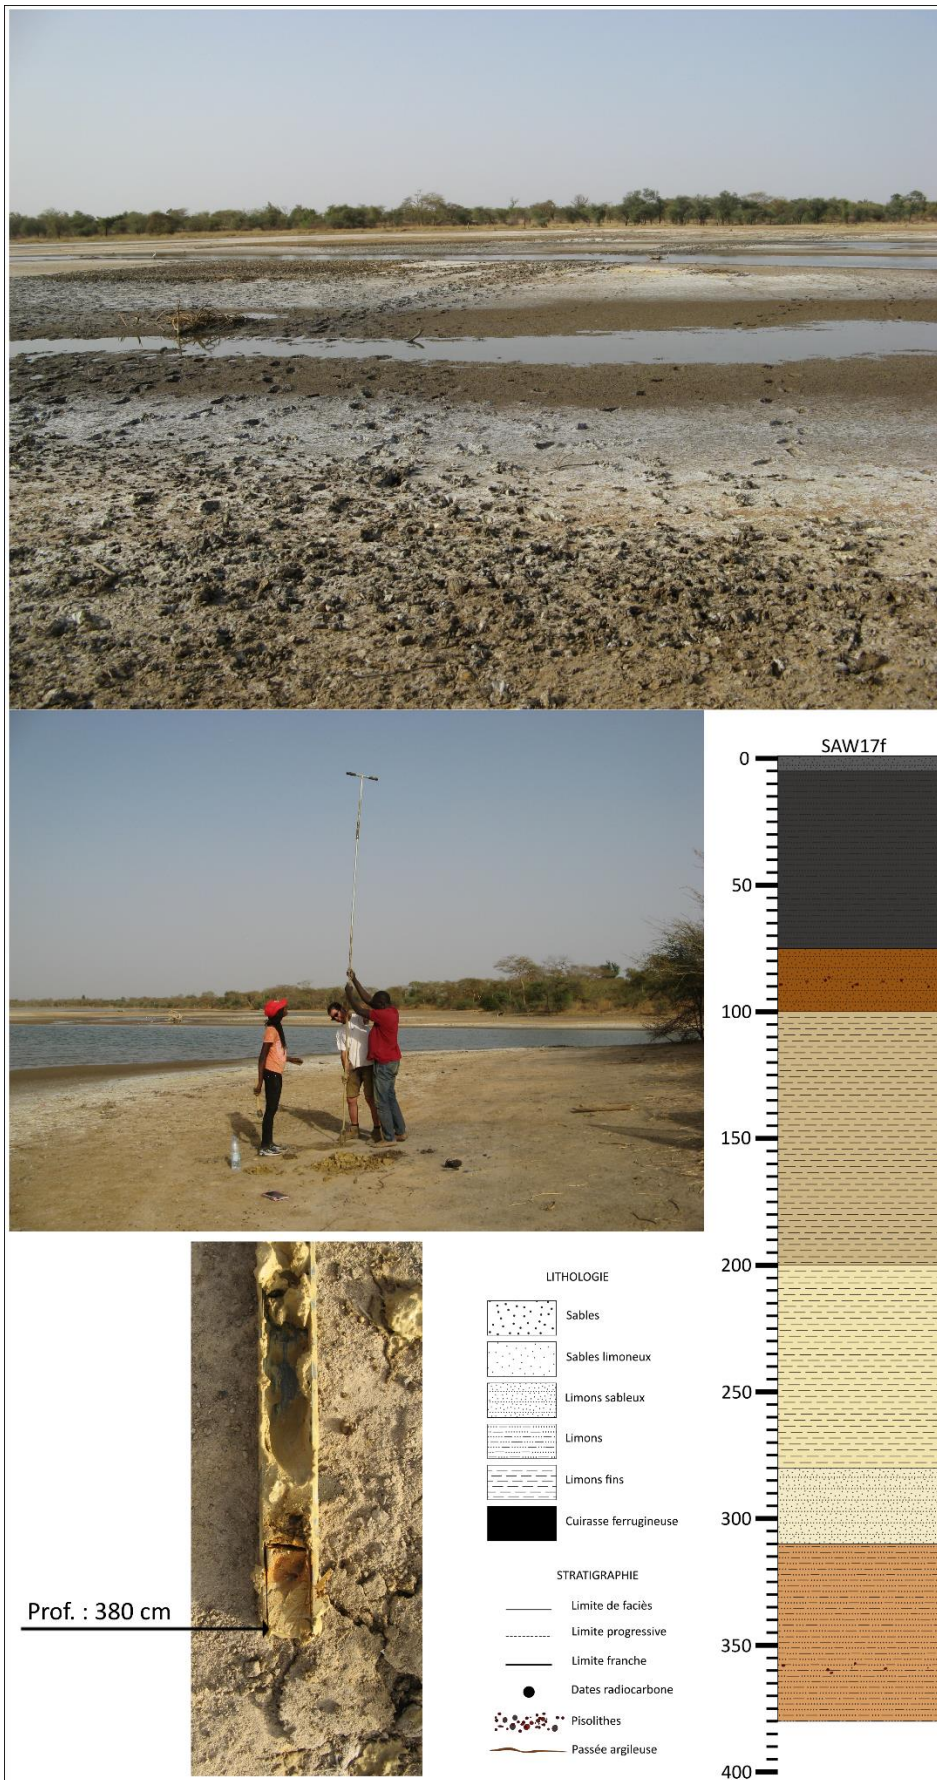 SAW17f
0
50
100
150
200
250
300
350
400
LITHOLOGIE
Sables
Sables limoneux
Limons sableux
Limons
Limons fins
Cuirasse ferrugineuse
STRATIGRAPHIE
Limite de faciès
Limite progressive
Limite franche
Dates radiocarbone
Pisolithes
Passée argileuse
Prof. : 380 cm